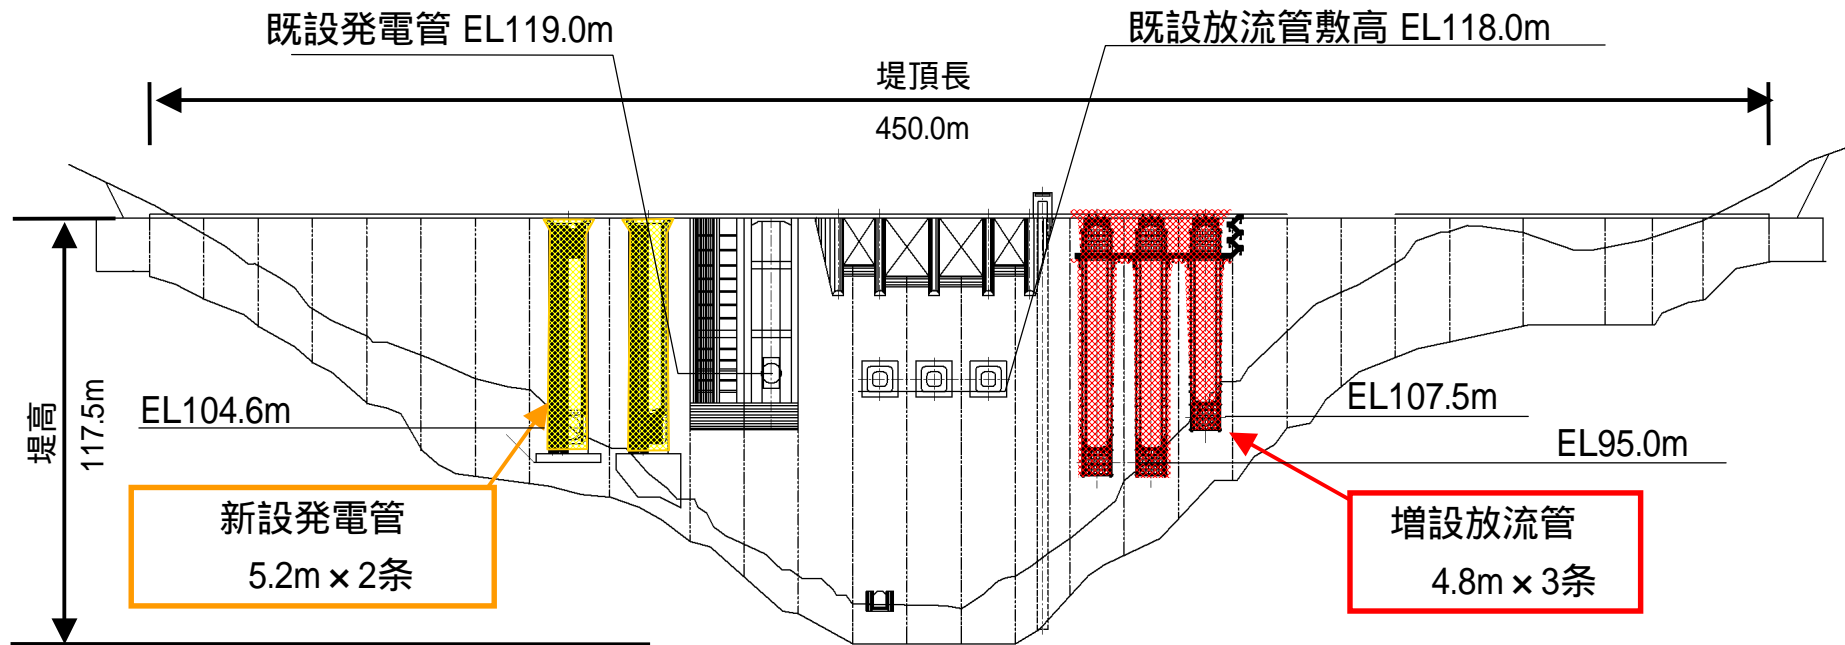 既設発電管 EL119.0m
既設放流管敷高 EL118.0m
堤頂長
450.0m
堤高
117.5m
EL104.6m
EL107.5m
EL95.0m
新設発電管
5.2m × 2条
増設放流管
4.8m × 3条